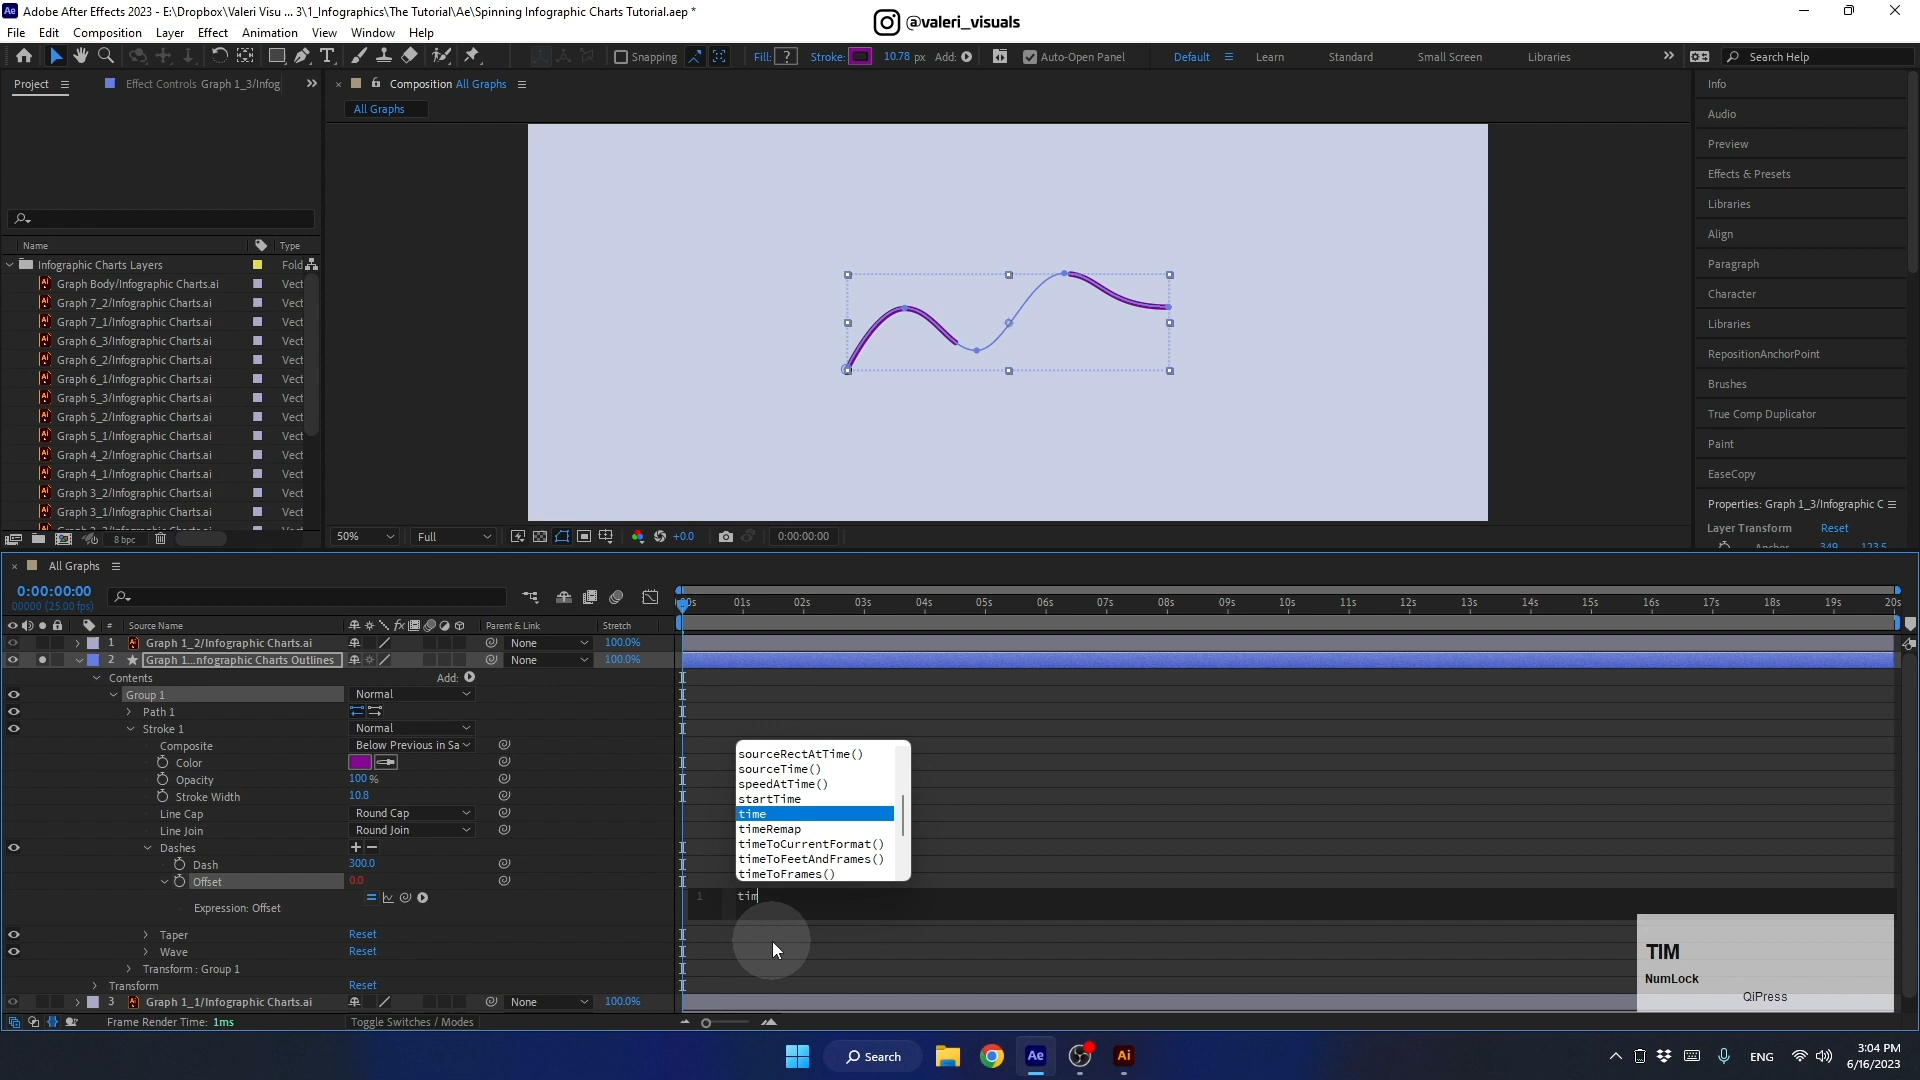 Adobe After Effects 2023 - E:\Dropbox\Valeri Visu ... 3\1_Infographics\The Tutorial\Ae\Spinning Infographic Charts Tutorial.aep *
@valeri_visuals
File Edit Composition Layer Effect Animation View Window Help
Snapping Fill: ? Stroke: 10.78 px Add: Auto-Open Panel Default Learn Standard Small Screen Libraries Search Help
Project Effect Controls Graph 1_3/Infog Composition All Graphs
All Graphs
Name Type
Infographic Charts Layers Fold
Graph Body/Infographic Charts.ai Vect
Graph 7_2/Infographic Charts.ai Vect
Graph 7_1/Infographic Charts.ai Vect
Graph 6_3/Infographic Charts.ai Vect
Graph 6_2/Infographic Charts.ai Vect
Graph 6_1/Infographic Charts.ai Vect
Graph 5_3/Infographic Charts.ai Vect
Graph 5_2/Infographic Charts.ai Vect
Graph 5_1/Infographic Charts.ai Vect
Graph 4_2/Infographic Charts.ai Vect
Graph 4_1/Infographic Charts.ai Vect
Graph 3_2/Infographic Charts.ai Vect
Graph 3_1/Infographic Charts.ai Vect
8 bpc
50% Full +0.0 0:00:00:00
Info
Audio
Preview
Effects & Presets
Libraries
Align
Paragraph
Character
Libraries
RepositionAnchorPoint
Brushes
True Comp Duplicator
Paint
EaseCopy
Properties: Graph 1_3/Infographic C
Layer Transform Reset
All Graphs
0:00:00:00
00000 (25.00 fps)
01s 02s 03s 04s 05s 06s 07s 08s 09s 10s 11s 12s 13s 14s 15s 16s 17s 18s 19s 20s
# Source Name Parent & Link Stretch
1 Graph 1_2/Infographic Charts.ai None 100.0%
2 Graph 1...nfographic Charts Outlines None 100.0%
Contents Add:
Group 1 Normal
Path 1
Stroke 1 Normal
Composite Below Previous in Sa
Color
Opacity 100 %
Stroke Width 10.8
Line Cap Round Cap
Line Join Round Join
Dashes
Dash 300.0
Offset 0.0
Expression: Offset
Taper Reset
Wave Reset
Transform : Group 1
Transform Reset
3 Graph 1_1/Infographic Charts.ai None 100.0%
Frame Render Time: 1ms Toggle Switches / Modes
sourceRectAtTime()
sourceTime()
speedAtTime()
startTime
time
timeRemap
timeToCurrentFormat()
timeToFeetAndFrames()
timeToFrames()
1 tim
TIM
NumLock
QiPress
Search
Ae
Ai
ENG
3:04 PM
6/16/2023